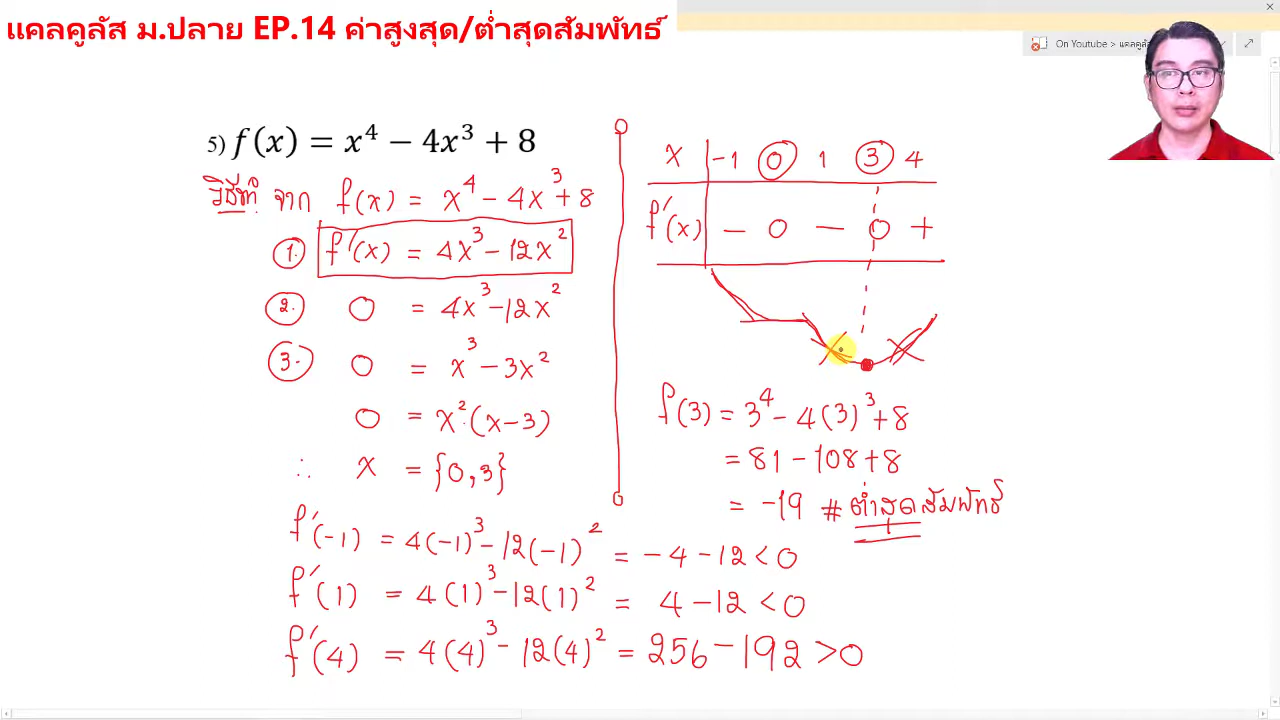 แคลคูลัส ม.ปลาย EP.14 ค่าสูงสุด/ต่ำสุดสัมพัทธ์
On Youtube > แคลคู
5) f(x) = x⁴ − 4x³ + 8
วิธีทำ จาก f(x) = x⁴ − 4x³ + 8
1. f′(x) = 4x³ − 12x²
2. 0 = 4x³ − 12x²
3. 0 = x³ − 3x²
0 = x²·(x−3)
∴ x = {0,3}
f′(-1) = 4(-1)³ − 12(-1)² = −4 − 12 < 0
f′(1) = 4(1)³ − 12(1)² = 4 − 12 < 0
f′(4) = 4(4)³ − 12(4)² = 256 − 192 > 0
x -1 0 1 3 4
f′(x) − 0 − 0 +
f(3) = 3⁴ − 4(3)³ + 8
= 81 − 108 + 8
= -19 # ต่ำสุดสัมพัทธ์